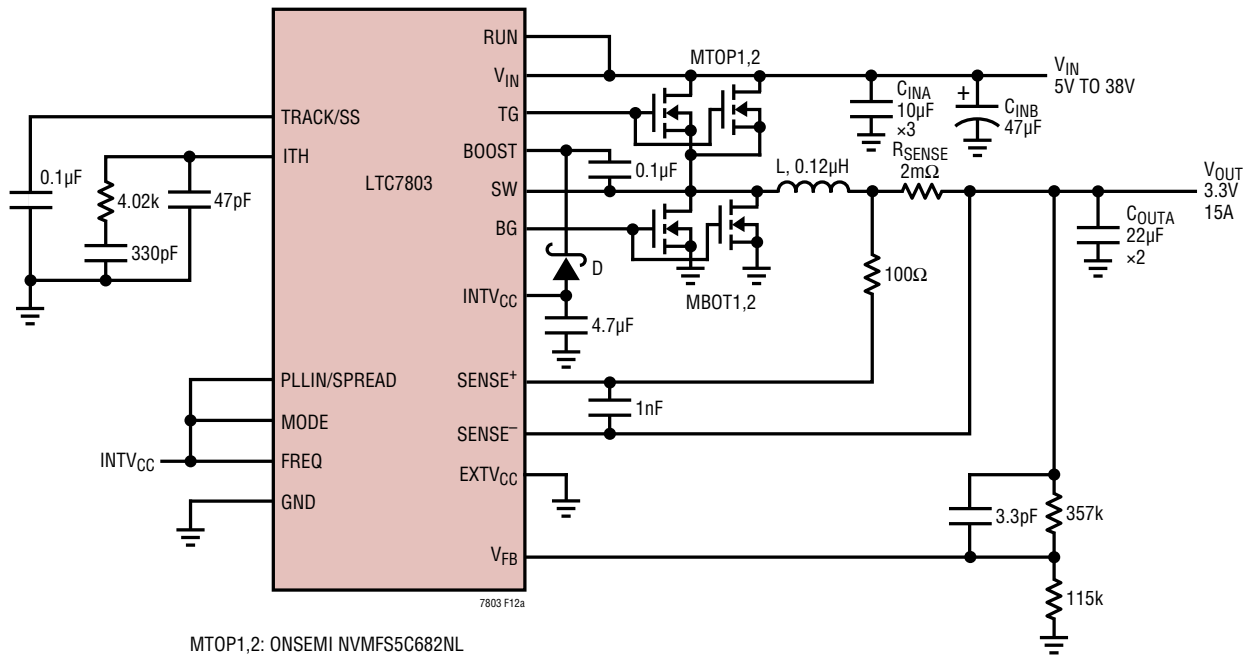 RUN
VIN
TG
BOOST
SW
BG
INTVCC
SENSE+
SENSE–
EXTVCC
VFB
TRACK/SS
ITH
LTC7803
PLLIN/SPREAD
MODE
FREQ
GND
INTVCC
0.1µF
4.02k
47pF
330pF
MTOP1,2
0.1µF
L, 0.12µH
D
4.7µF
MBOT1,2
VIN
5V TO 38V
CINA
10µF
×3
+
CINB
47µF
RSENSE
2mΩ
VOUT
3.3V
15A
COUTA
22µF
×2
100Ω
1nF
3.3pF
357k
115k
7803 F12a
MTOP1,2: ONSEMI NVMFS5C682NL